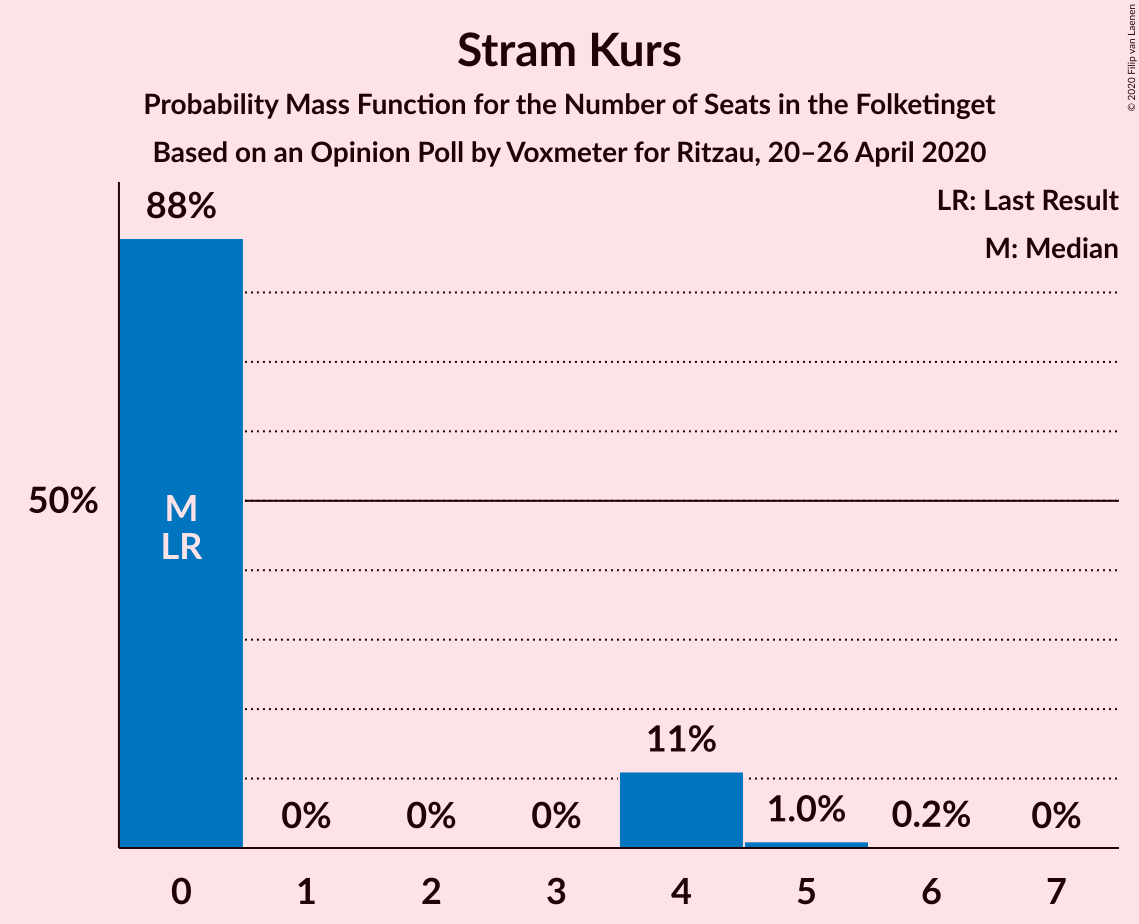 Stram Kurs
Probability Mass Function for the Number of Seats in the Folketinget
Based on an Opinion Poll by Voxmeter for Ritzau, 20–26 April 2020
© 2020 Filip van Laenen
LR: Last Result
M: Median
88%
50%
M
LR
11%
0%
0%
0%
1.0%
0.2%
0%
0
1
2
3
4
5
6
7